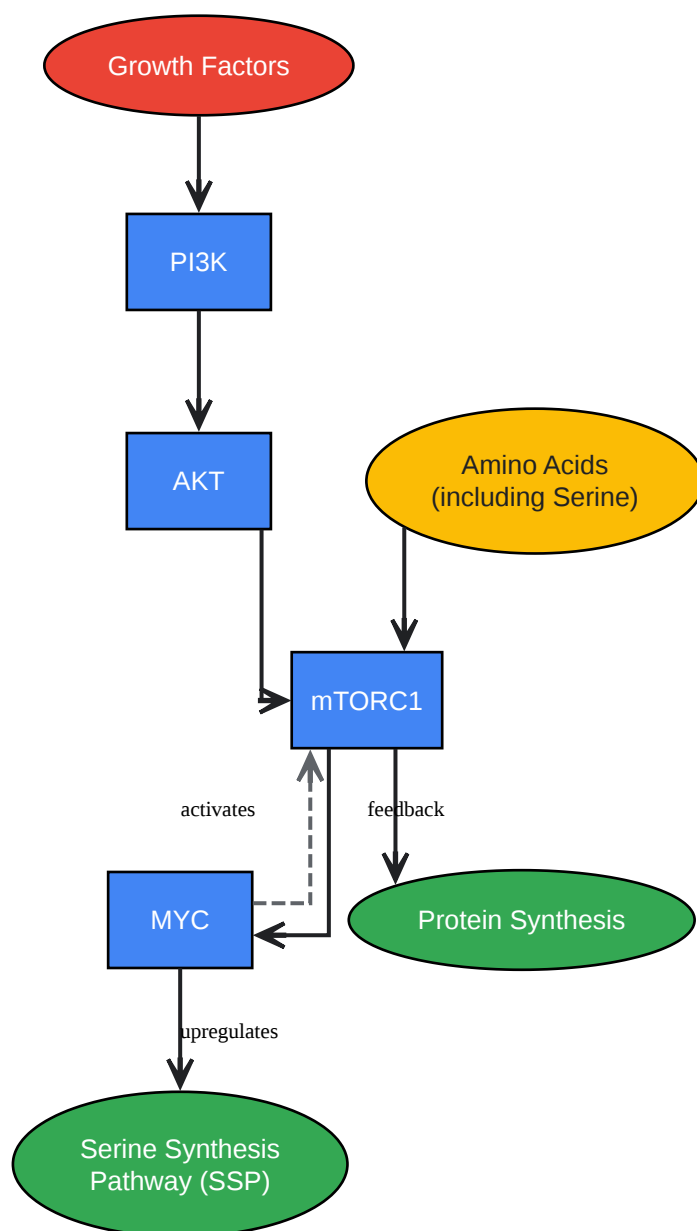 Growth Factors
PI3K
AKT
Amino Acids
(including Serine)
mTORC1
activates
feedback
MYC
Protein Synthesis
upregulates
Serine Synthesis
Pathway (SSP)